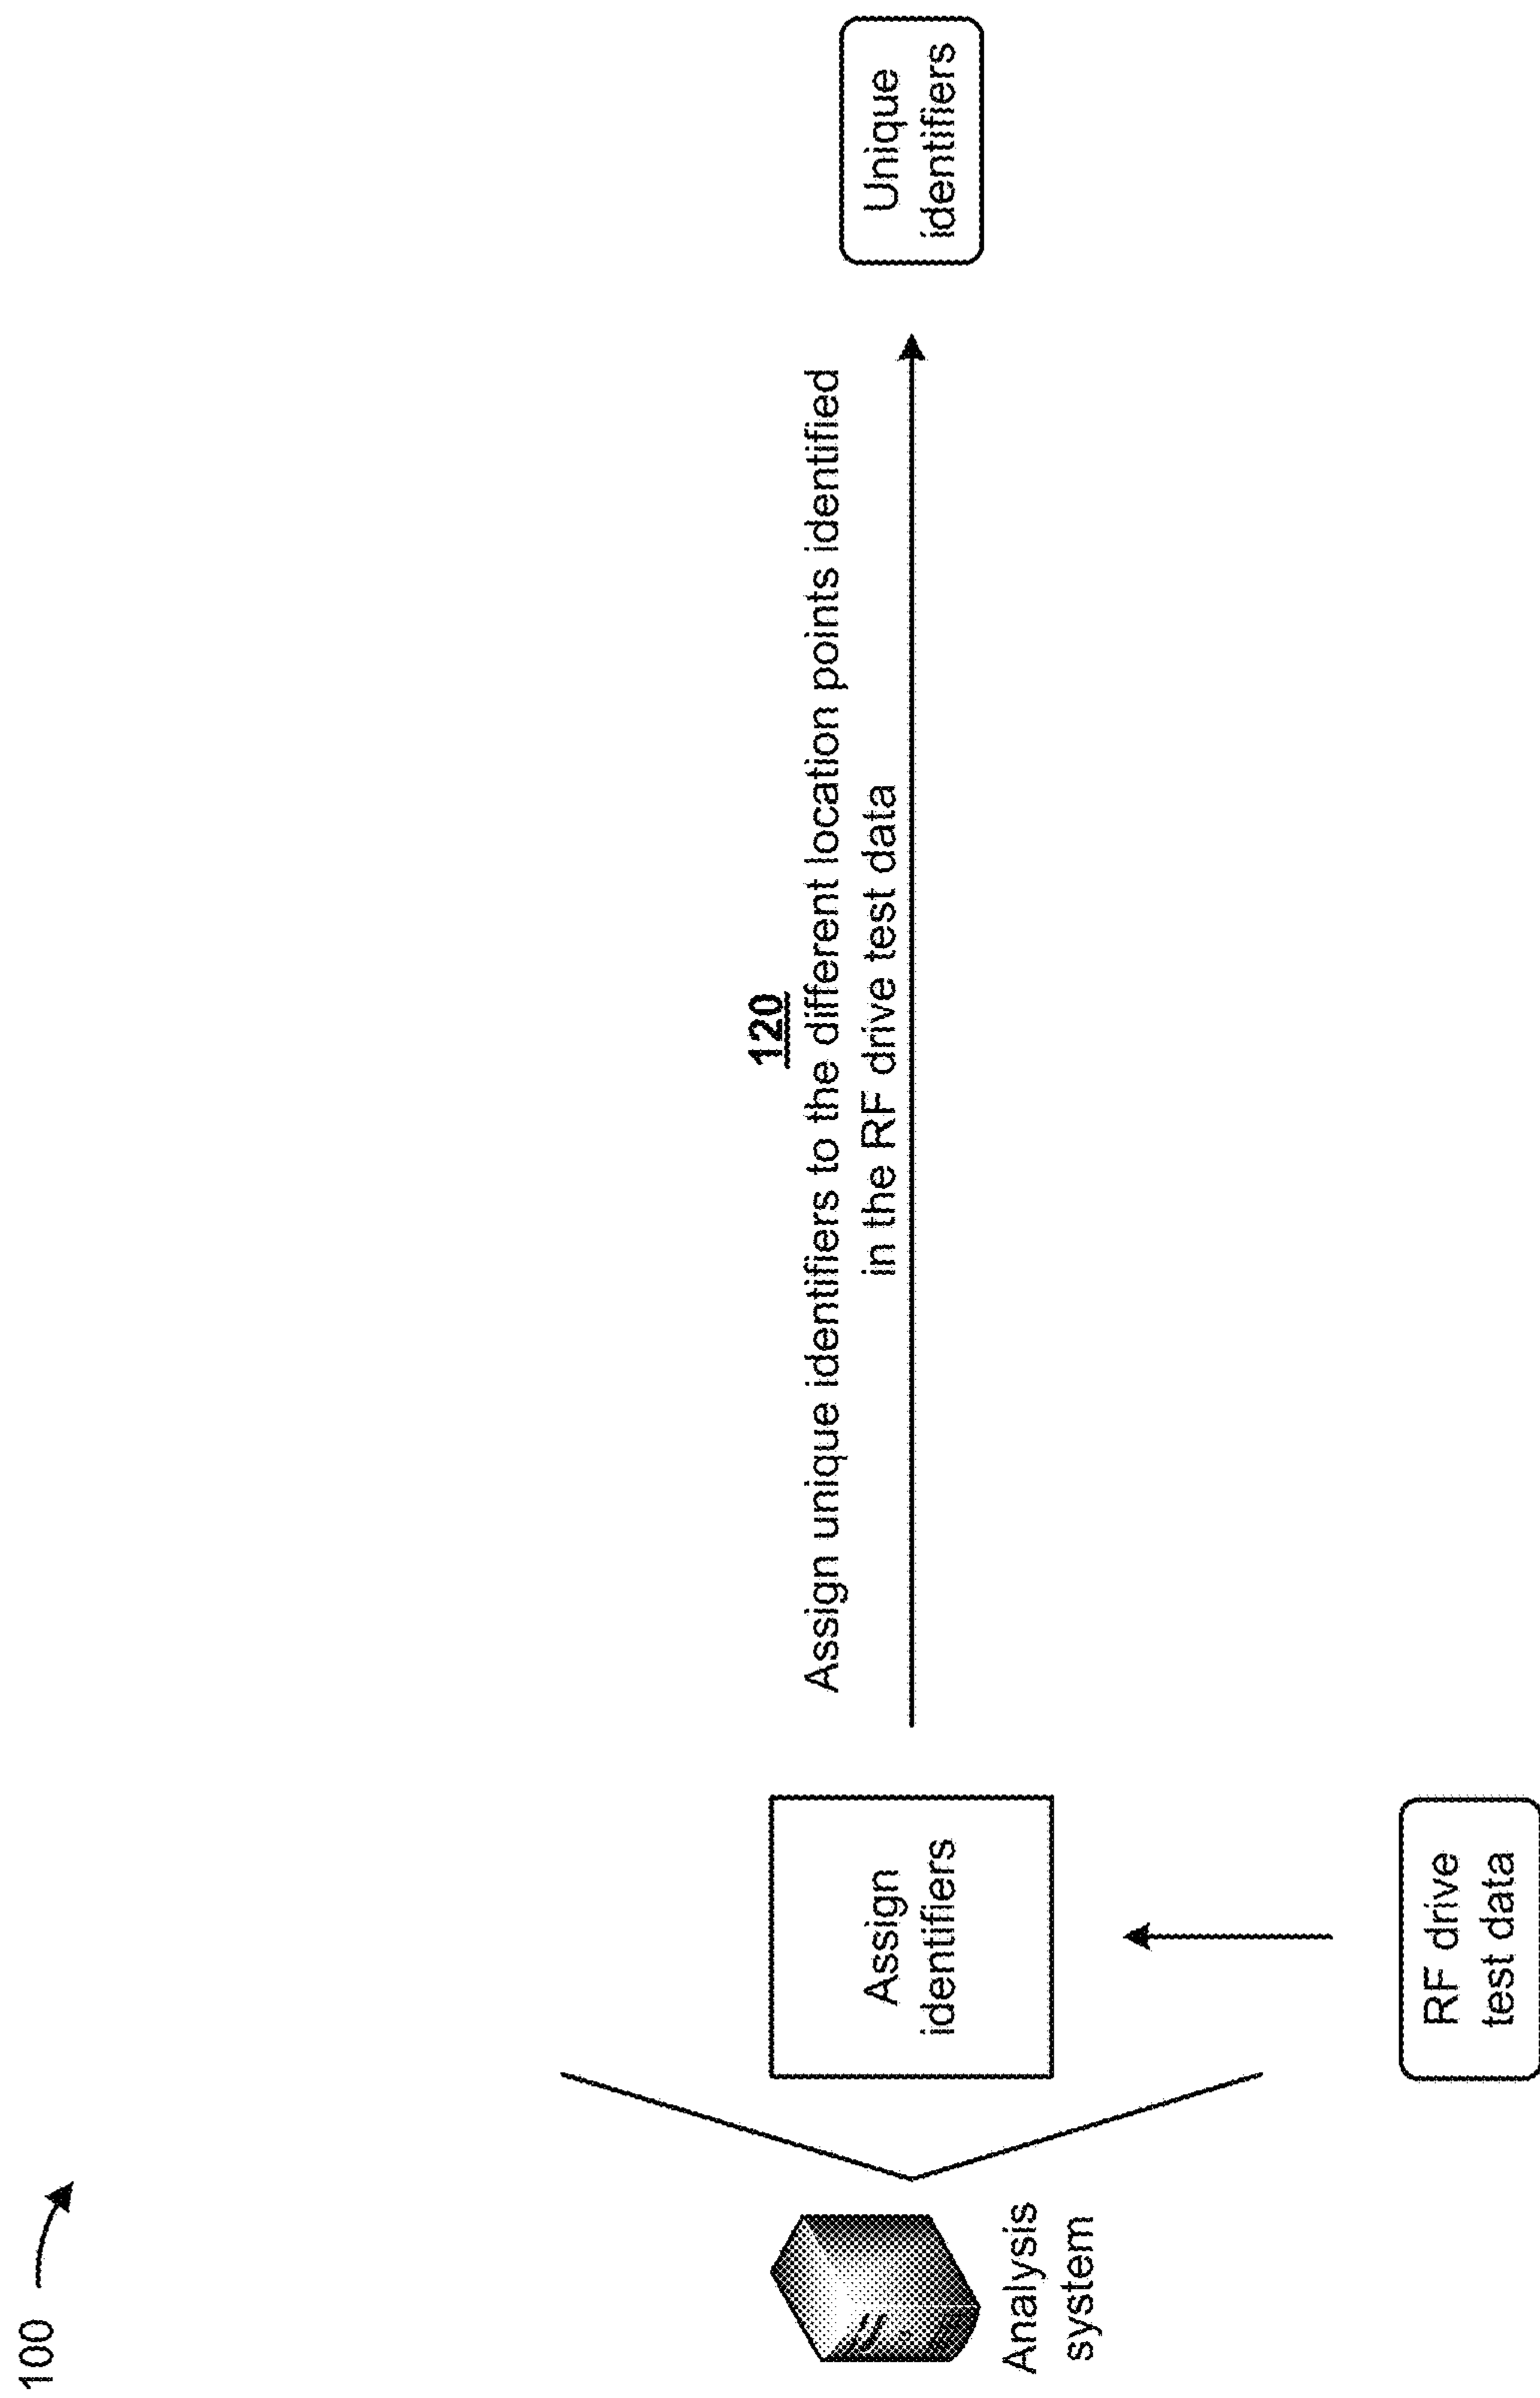 100
120
Assign unique identifiers to the different location points identified
in the RF drive test data
Analysis
system
Assign
identifiers
Unique
identifiers
RF drive
test data